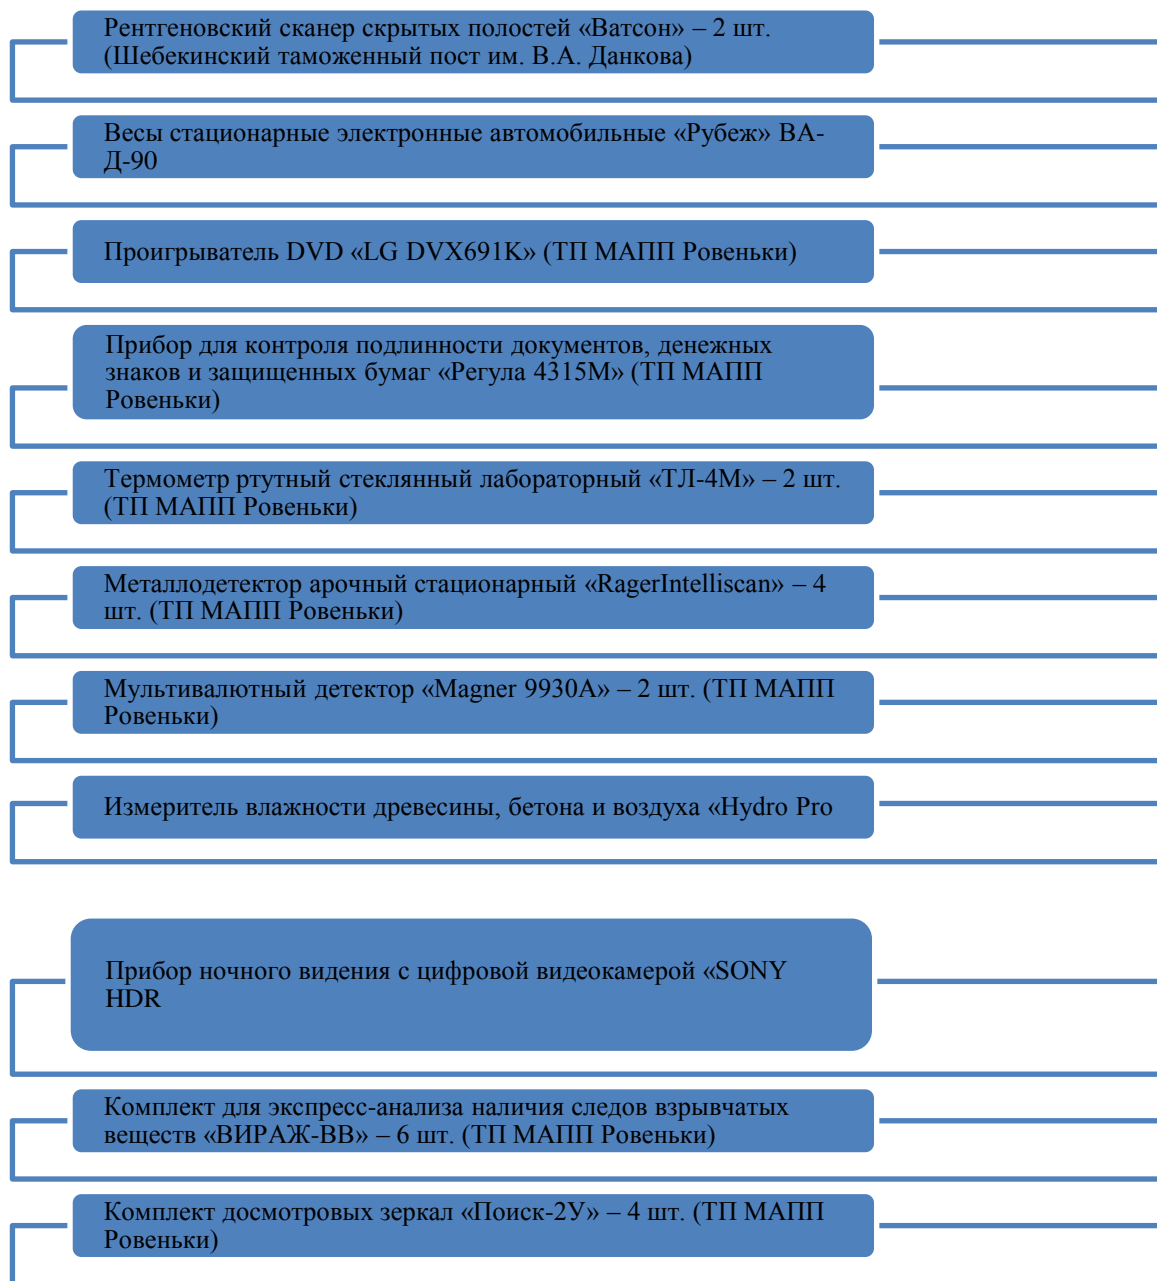 Рентгеновский сканер скрытых полостей «Ватсон» – 2 шт.
(Шебекинский таможенный пост им. В.А. Данкова)
Весы стационарные электронные автомобильные «Рубеж» ВА-
Д-90
Проигрыватель DVD «LG DVX691K» (ТП МАПП Ровеньки)
Прибор для контроля подлинности документов, денежных
знаков и защищенных бумаг «Регула 4315М» (ТП МАПП
Ровеньки)
Термометр ртутный стеклянный лабораторный «ТЛ-4М» – 2 шт.
(ТП МАПП Ровеньки)
Металлодетектор арочный стационарный «RagerIntelliscan» – 4
шт. (ТП МАПП Ровеньки)
Мультивалютный детектор «Magner 9930A» – 2 шт. (ТП МАПП
Ровеньки)
Измеритель влажности древесины, бетона и воздуха «Hydro Pro
Прибор ночного видения с цифровой видеокамерой «SONY
HDR
Комплект для экспресс-анализа наличия следов взрывчатых
веществ «ВИРАЖ-ВВ» – 6 шт. (ТП МАПП Ровеньки)
Комплект досмотровых зеркал «Поиск-2У» – 4 шт. (ТП МАПП
Ровеньки)